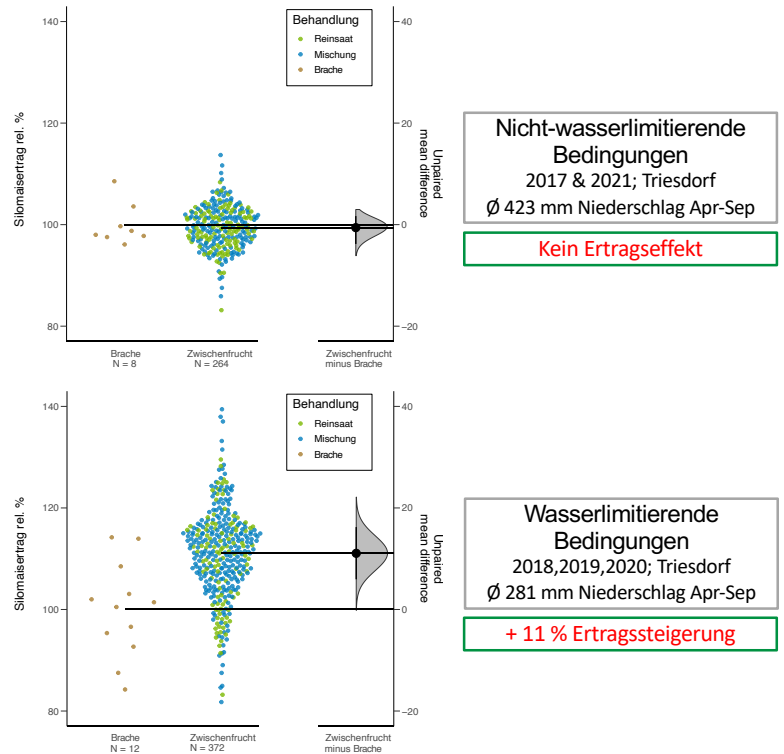 Silomaisertrag rel. %
140
120
100
80
Behandlung
Reinsaat
Mischung
Brache
40
20
0
−20
Unpaired
mean difference
Brache
N = 8
Zwischenfrucht
N = 264
Zwischenfrucht
minus Brache
Nicht-wasserlimitierende
Bedingungen
2017 & 2021; Triesdorf
Ø 423 mm Niederschlag Apr-Sep
Kein Ertragseffekt
Silomaisertrag rel. %
140
120
100
80
Behandlung
Reinsaat
Mischung
Brache
40
20
0
−20
Unpaired
mean difference
Brache
N = 12
Zwischenfrucht
N = 372
Zwischenfrucht
minus Brache
Wasserlimitierende
Bedingungen
2018,2019,2020; Triesdorf
Ø 281 mm Niederschlag Apr-Sep
+ 11 % Ertragssteigerung